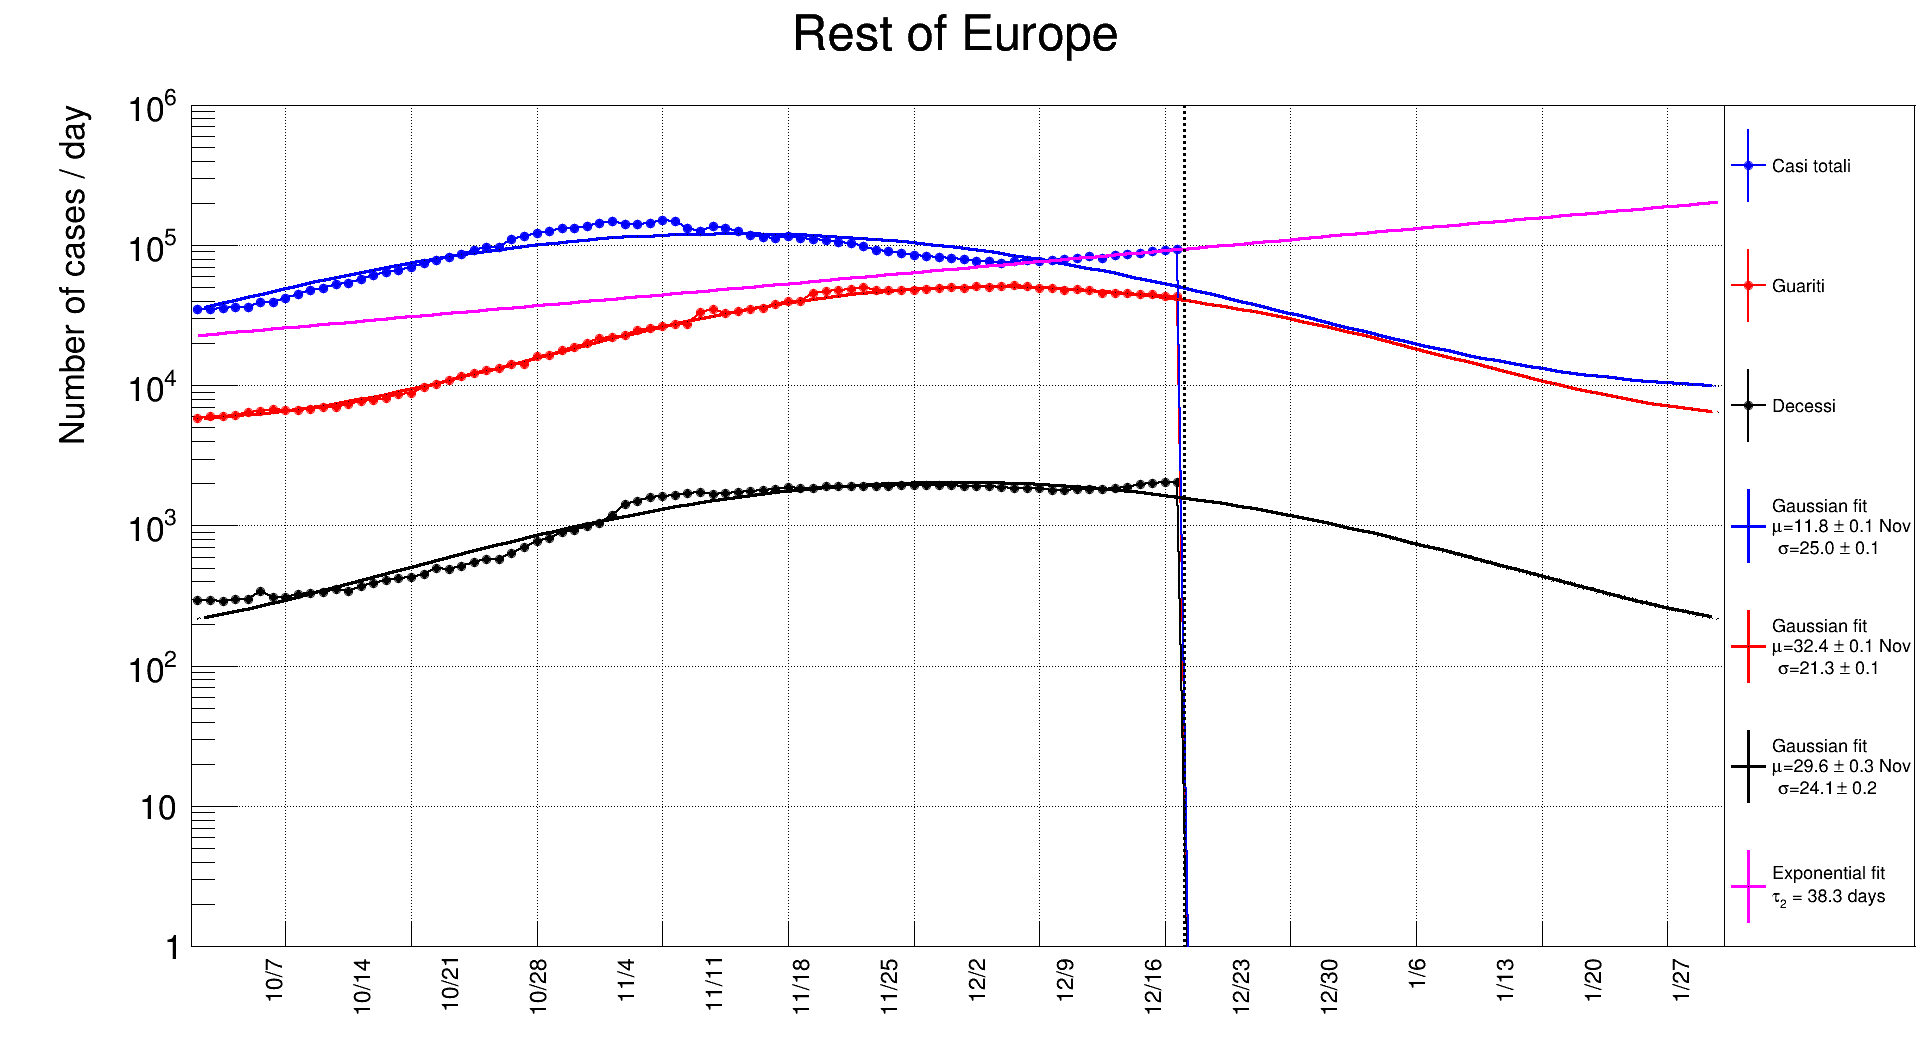 Rest of Europe
Number of cases / day
10^6
10^5
10^4
10^3
10^2
10
1
10/7
10/14
10/21
10/28
11/4
11/11
11/18
11/25
12/2
12/9
12/16
12/23
12/30
1/6
1/13
1/20
1/27
Casi totali
Guariti
Decessi
Gaussian fit
μ=11.8 ± 0.1 Nov
σ=25.0 ± 0.1
Gaussian fit
μ=32.4 ± 0.1 Nov
σ=21.3 ± 0.1
Gaussian fit
μ=29.6 ± 0.3 Nov
σ=24.1 ± 0.2
Exponential fit
τ₂ = 38.3 days